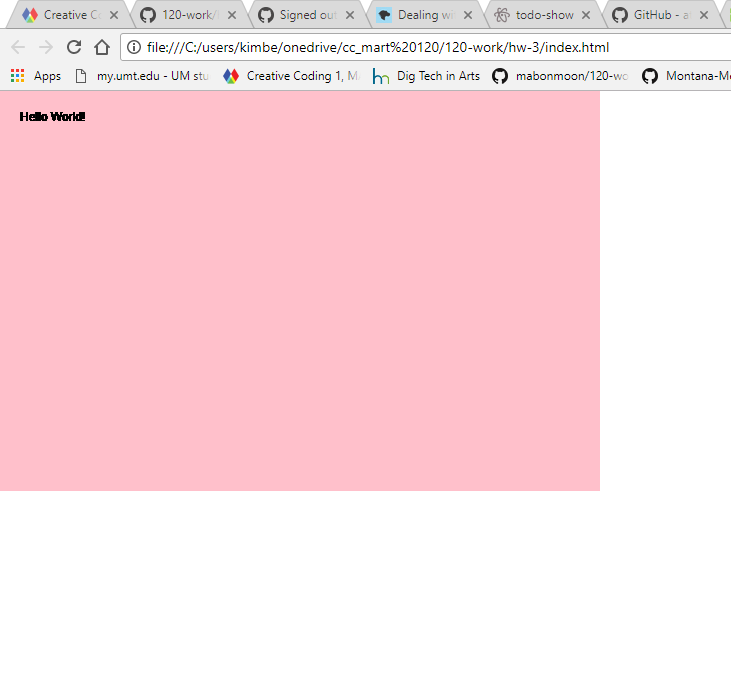 Creative Co
120-work/
Signed out
Dealing w
todo-show
GitHub - a
file:///C:/users/kimbe/onedrive/cc_mart%20120/120-work/hw-3/index.html
Apps my.umt.edu - UM stu Creative Coding 1, M Dig Tech in Arts mabonmoon/120-wo Montana-M
Hello World!